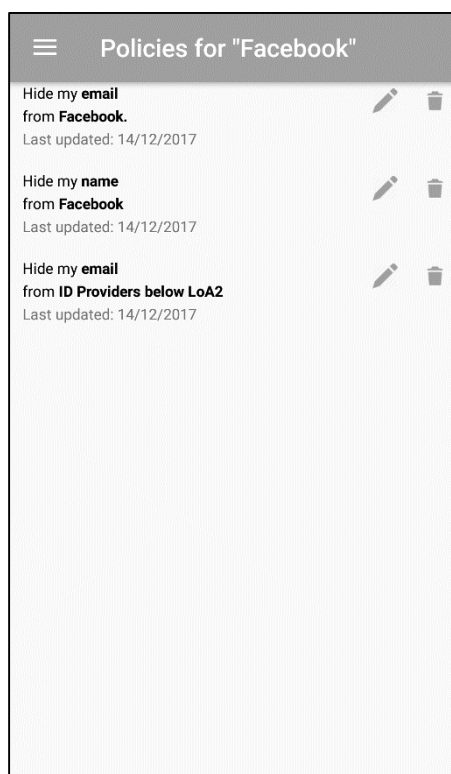 Policies for "Facebook"
Hide my email
from Facebook.
Last updated: 14/12/2017
Hide my name
from Facebook
Last updated: 14/12/2017
Hide my email
from ID Providers below LoA2
Last updated: 14/12/2017